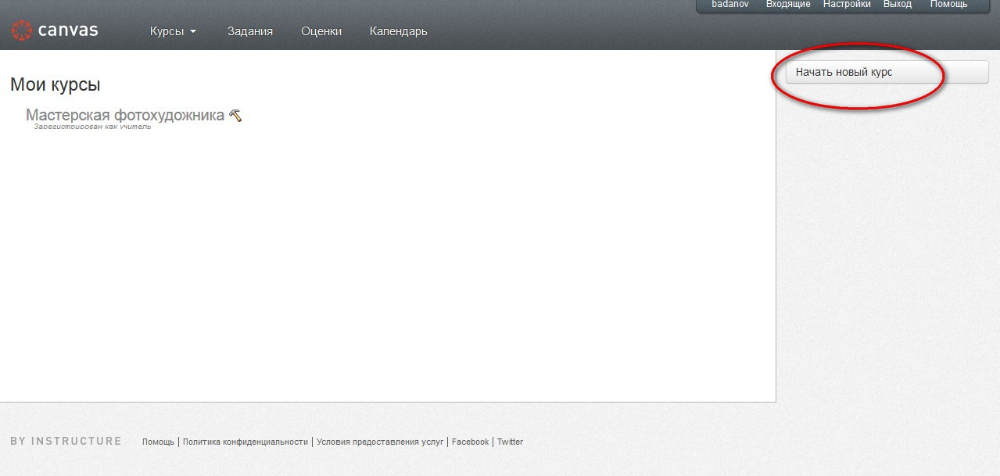 badanov Входящие Настройки Выход Помощь
canvas Курсы Задания Оценки Календарь
Начать новый курс
Мои курсы
Мастерская фотохудожника
Зарегистрирован как учитель
BY INSTRUCTURE Помощь | Политика конфиденциальности | Условия предоставления услуг | Facebook | Twitter